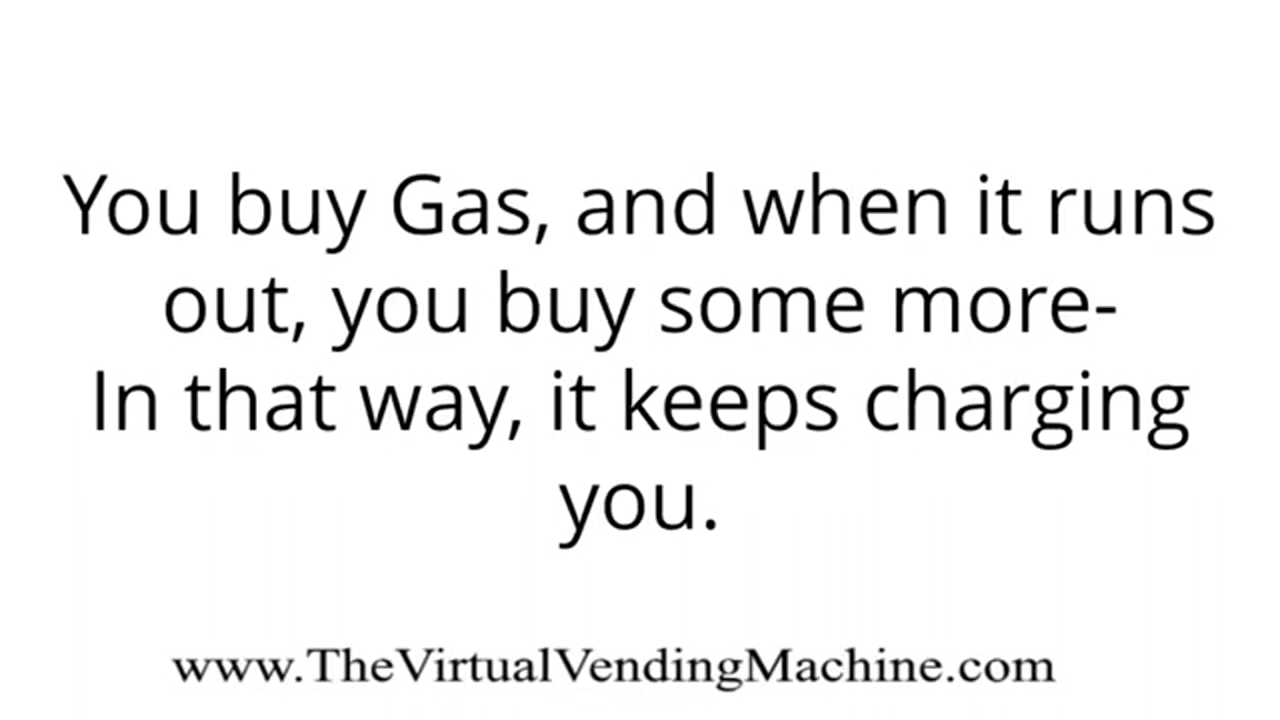 You buy Gas, and when it runs
out, you buy some more-
In that way, it keeps charging
you.
www.TheVirtualVendingMachine.com